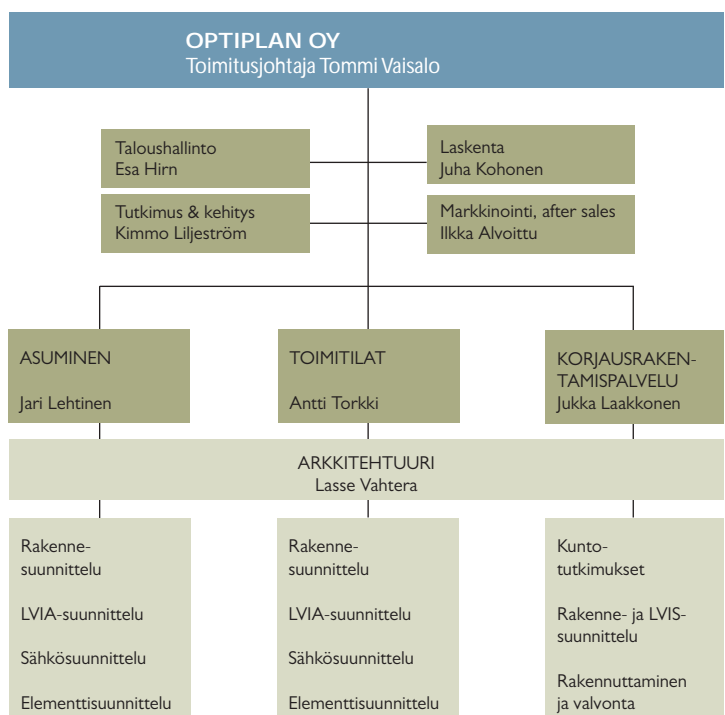 OPTIPLAN OY
Toimitusjohtaja Tommi Vaisalo
Taloushallinto
Esa Hirn
Laskenta
Juha Kohonen
Tutkimus & kehitys
Kimmo Liljeström
Markkinointi, after sales
Ilkka Alvoittu
ASUMINEN
Jari Lehtinen
TOIMITILAT
Antti Torkki
KORJAUSRAKEN-
TAMISPALVELU
Jukka Laakkonen
ARKKITEHTUURI
Lasse Vahtera
Rakenne-
suunnittelu
LVIA-suunnittelu
Sähkösuunnittelu
Elementtisuunnittelu
Rakenne-
suunnittelu
LVIA-suunnittelu
Sähkösuunnittelu
Elementtisuunnittelu
Kunto-
tutkimukset
Rakenne- ja LVIS-
suunnittelu
Rakennuttaminen
ja valvonta